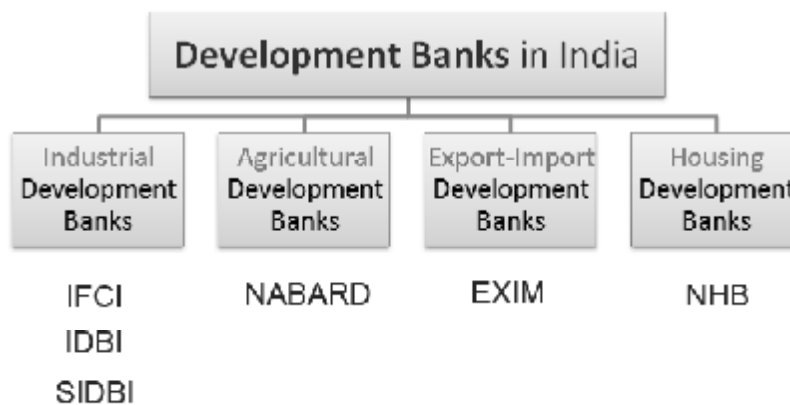 Development Banks in India
Industrial
Development
Banks
Agricultural
Development
Banks
Export-Import
Development
Banks
Housing
Development
Banks
IFCI
IDBI
SIDBI
NABARD
EXIM
NHB